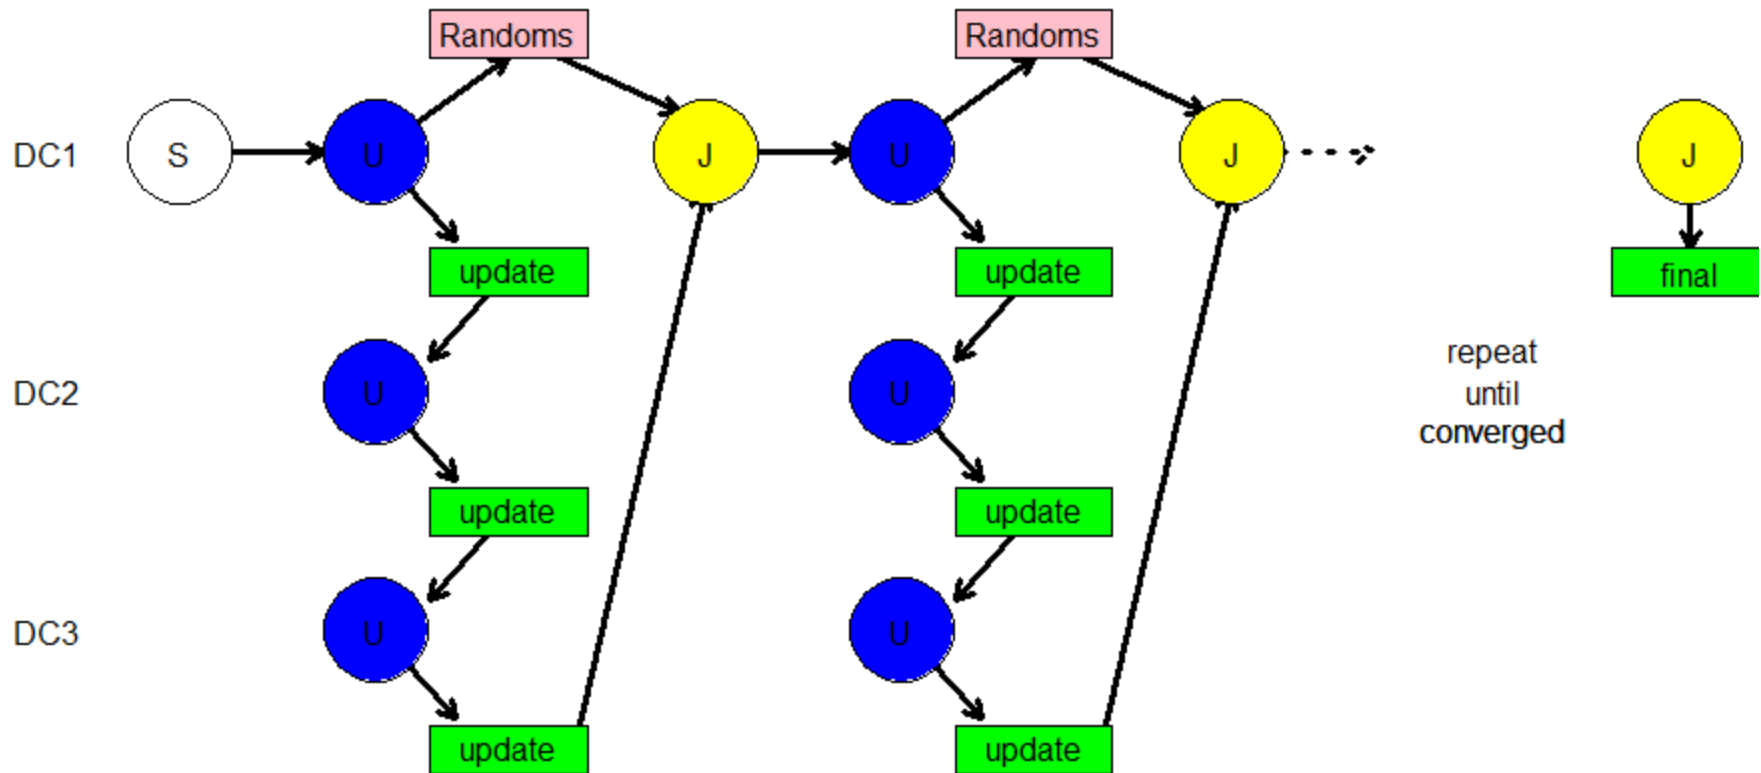 Randoms
Randoms
DC1
S
U
J
U
J
J
update
update
final
repeat
until
converged
DC2
U
U
update
update
DC3
U
U
update
update